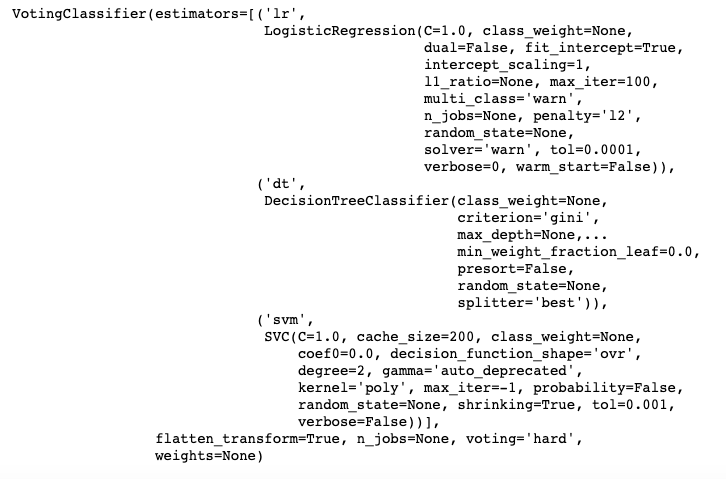 VotingClassifier(estimators=[('lr',
LogisticRegression(C=1.0, class_weight=None,
dual=False, fit_intercept=True,
intercept_scaling=1,
l1_ratio=None, max_iter=100,
multi_class='warn',
n_jobs=None, penalty='l2',
random_state=None,
solver='warn', tol=0.0001,
verbose=0, warm_start=False)),
('dt',
DecisionTreeClassifier(class_weight=None,
criterion='gini',
max_depth=None,...
min_weight_fraction_leaf=0.0,
presort=False,
random_state=None,
splitter='best')),
('svm',
SVC(C=1.0, cache_size=200, class_weight=None,
coef0=0.0, decision_function_shape='ovr',
degree=2, gamma='auto_deprecated',
kernel='poly', max_iter=-1, probability=False,
random_state=None, shrinking=True, tol=0.001,
verbose=False))],
flatten_transform=True, n_jobs=None, voting='hard',
weights=None)